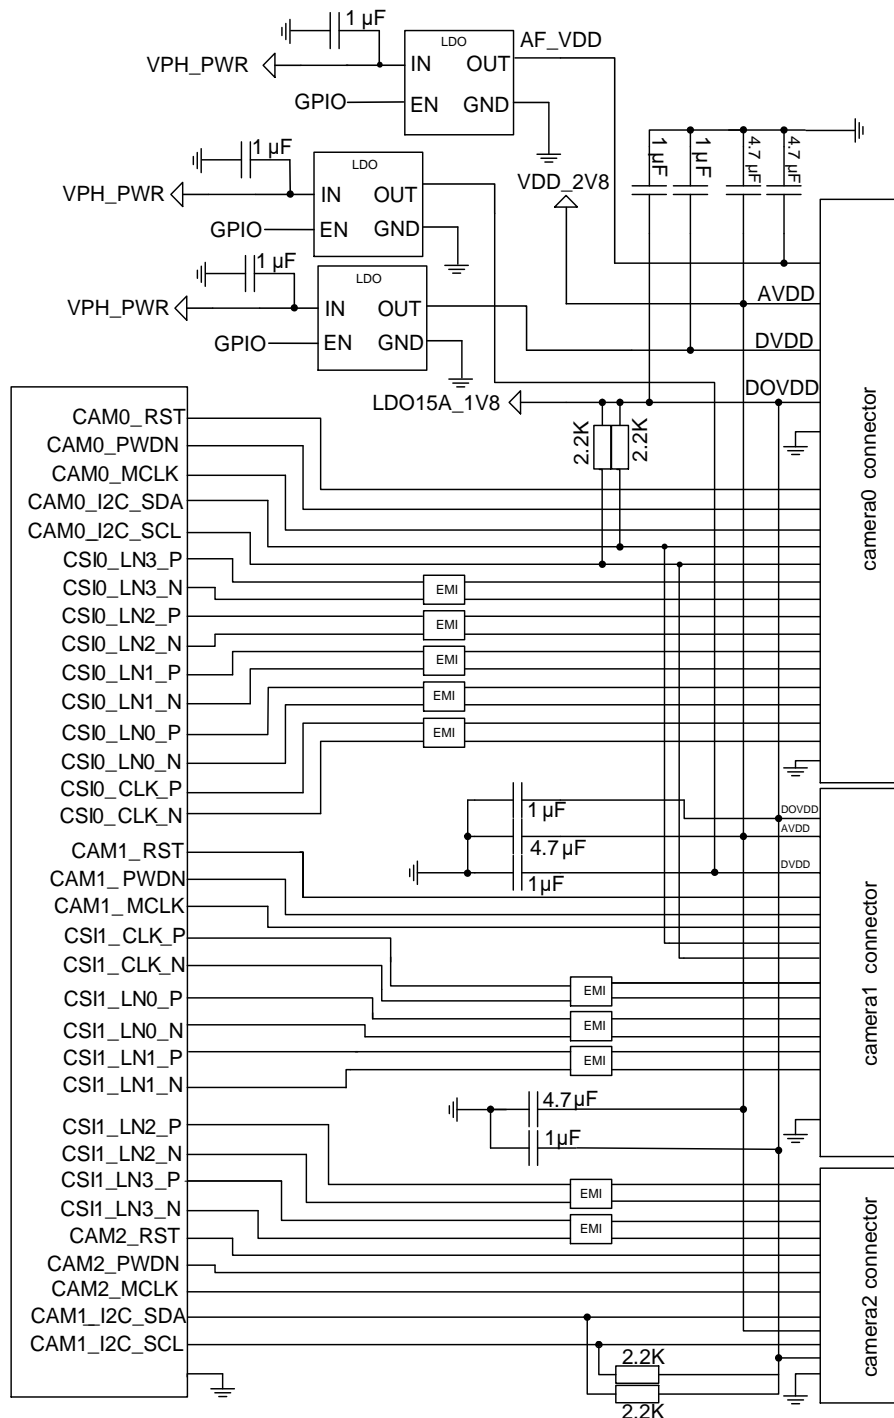 1 µF
LDO
AF_VDD
VPH_PWR
IN
OUT
GPIO
EN
GND
1 µF
LDO
VPH_PWR
IN
OUT
GPIO
EN
GND
VDD_2V8
1 µF
1 µF
4.7 µF
4.7 µF
1 µF
LDO
VPH_PWR
IN
OUT
GPIO
EN
GND
AVDD
DVDD
DOVDD
LDO15A_1V8
2.2K
2.2K
camera0 connector
CAM0_RST
CAM0_PWDN
CAM0_MCLK
CAM0_I2C_SDA
CAM0_I2C_SCL
CSI0_LN3_P
CSI0_LN3_N
EMI
CSI0_LN2_P
EMI
CSI0_LN2_N
CSI0_LN1_P
EMI
CSI0_LN1_N
EMI
CSI0_LN0_P
EMI
CSI0_LN0_N
CSI0_CLK_P
CSI0_CLK_N
1 µF
DOVDD
AVDD
4.7 µF
DVDD
1µF
CAM1_RST
CAM1_PWDN
CAM1_MCLK
CSI1_CLK_P
CSI1_CLK_N
EMI
CSI1_LN0_P
CSI1_LN0_N
EMI
CSI1_LN1_P
EMI
CSI1_LN1_N
camera1 connector
4.7µF
1µF
CSI1_LN2_P
CSI1_LN2_N
CSI1_LN3_P
EMI
CSI1_LN3_N
EMI
CAM2_RST
CAM2_PWDN
CAM2_MCLK
CAM1_I2C_SDA
CAM1_I2C_SCL
2.2K
2.2K
camera2 connector